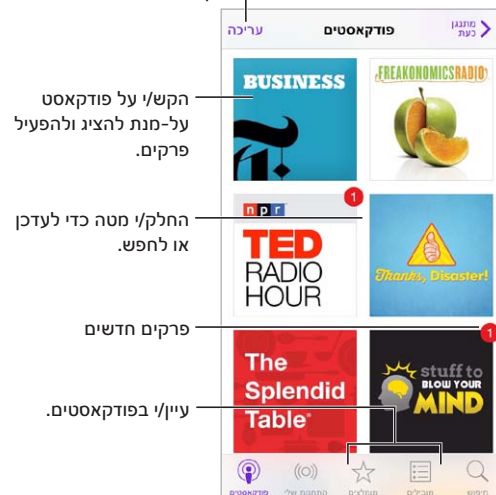 עריכה
פודקאסטים
מתנגן
כעת
BUSINESS
FREAKONOMICS RADIO
הקש/י על פודקאסט
על-מנת להציג ולהפעיל
פרקים.
n p r
1
TED
RADIO
HOUR
Thanks, Disaster!
החלק/י מטה כדי לעדכן
או לחפש.
פרקים חדשים
1
The
Splendid
Table
stuff to
BLOW YOUR
MIND
עיין/י בפודקאסטים.
פודקאסטים
התחנות שלי
מומלצים
מובילים
חיפוש